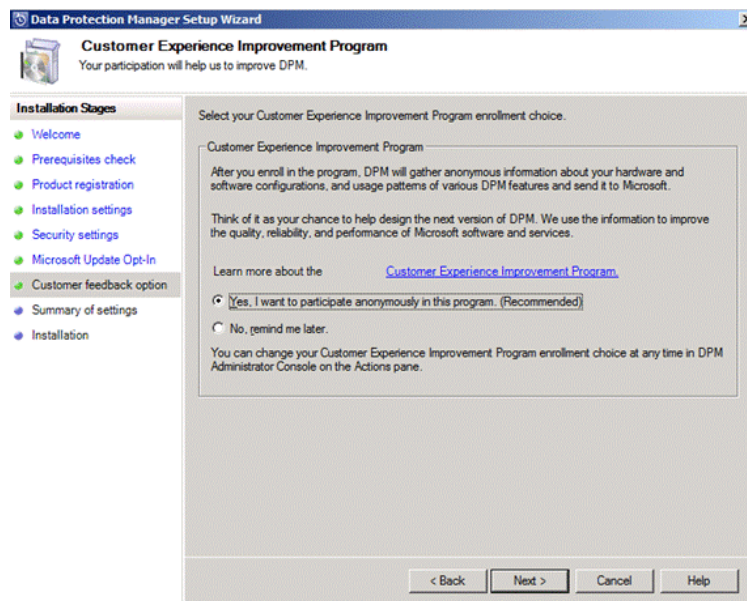 Data Protection Manager Setup Wizard
Customer Experience Improvement Program
Your participation will help us to improve DPM.
Installation Stages
Welcome
Prerequisites check
Product registration
Installation settings
Security settings
Microsoft Update Opt-In
Customer feedback option
Summary of settings
Installation
Select your Customer Experience Improvement Program enrollment choice.
Customer Experience Improvement Program
After you enroll in the program, DPM will gather anonymous information about your hardware and
software configurations, and usage patterns of various DPM features and send it to Microsoft.
Think of it as your chance to help design the next version of DPM. We use the information to improve
the quality, reliability, and performance of Microsoft software and services.
Learn more about the Customer Experience Improvement Program.
Yes, I want to participate anonymously in this program. (Recommended)
No, remind me later.
You can change your Customer Experience Improvement Program enrollment choice at any time in DPM
Administrator Console on the Actions pane.
< Back Next > Cancel Help